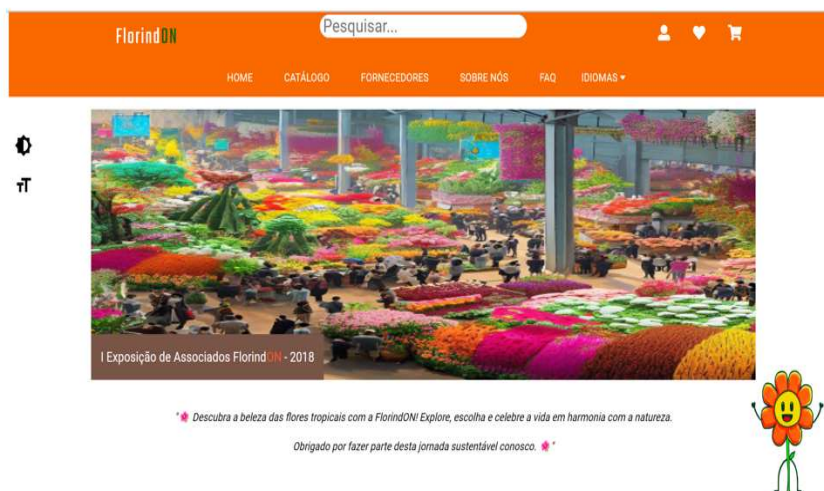 FlorindON
Pesquisar...
HOME CATÁLOGO FORNECEDORES SOBRE NÓS FAQ IDIOMAS ▾
TT
I Exposição de Associados FlorindON - 2018
"🌺 Descubra a beleza das flores tropicais com a FlorindON! Explore, escolha e celebre a vida em harmonia com a natureza.
Obrigado por fazer parte desta jornada sustentável conosco. 🌺"